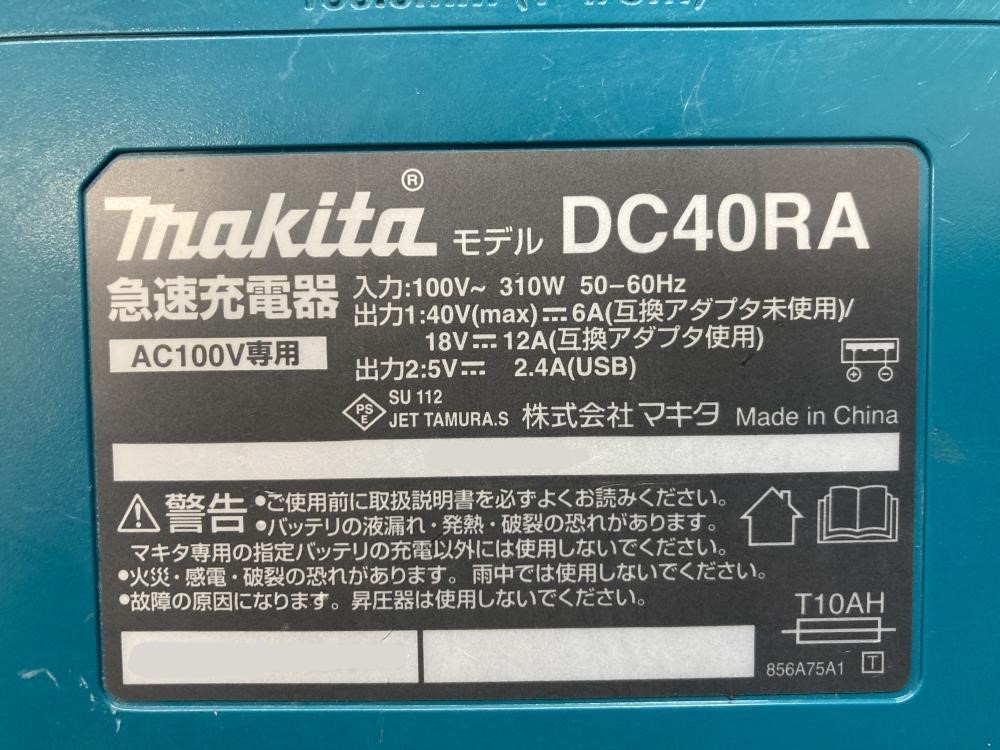 makita® モデル DC40RA
急速充電器
AC100V専用
入力:100V~ 310W 50-60Hz
出力1:40V(max)⎓6A(互換アダプタ未使用)/
18V⎓12A(互換アダプタ使用)
出力2:5V⎓ 2.4A(USB)
PSE SU 112
JET TAMURA.S 株式会社 マキタ Made in China
⚠警告 •ご使用前に取扱説明書を必ずよくお読みください。
•バッテリの液漏れ・発熱・破裂の恐れがあります。
マキタ専用の指定バッテリの充電以外には使用しないでください。
•火災・感電・破裂の恐れがあります。雨中では使用しないでください。
•故障の原因になります。昇圧器は使用しないでください。
T10AH
856A75A1 T